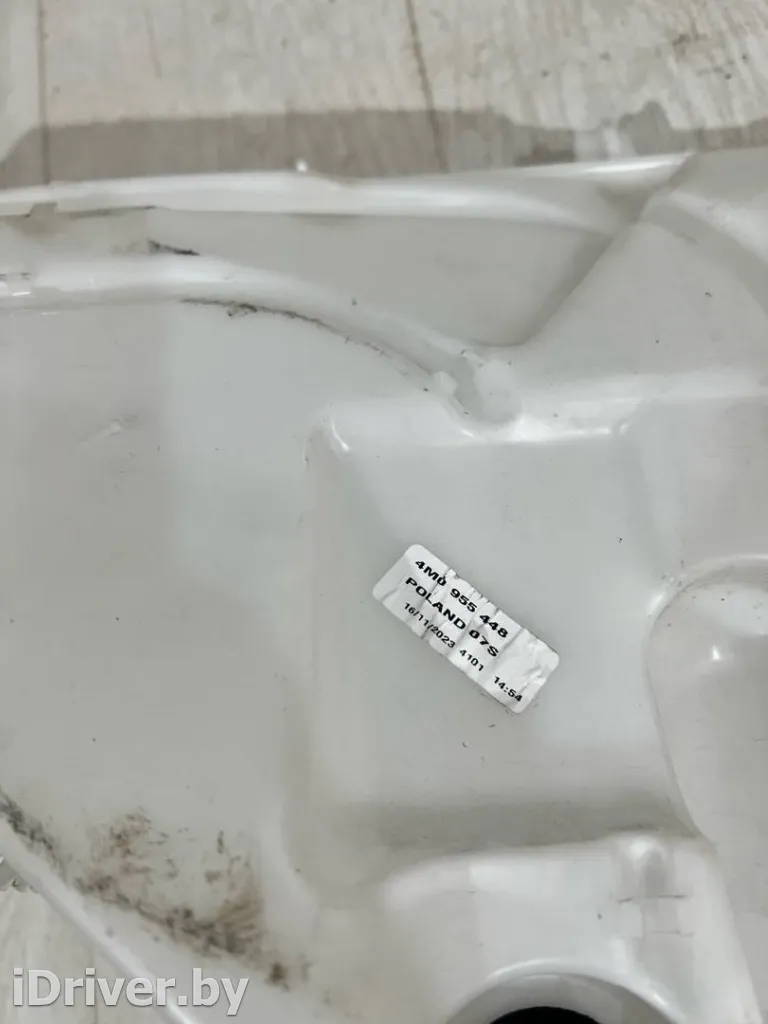 4M0 955 448
POLAND 07S
16/11/2023 4101 14:54
iDriver.by